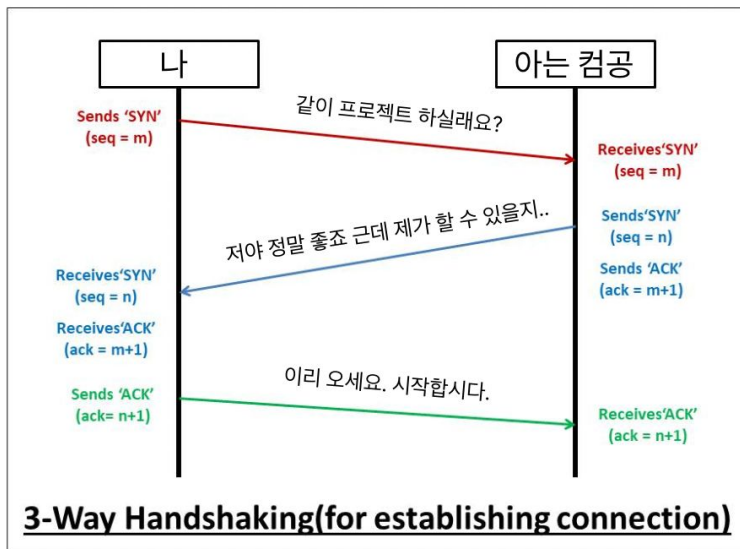 나
아는 컴공
Sends 'SYN'
(seq = m)
같이 프로젝트 하실래요?
Receives'SYN'
(seq = m)
저야 정말 좋죠 근데 제가 할 수 있을지..
Sends'SYN'
(seq = n)
Sends 'ACK'
(ack = m+1)
Receives'SYN'
(seq = n)
Receives'ACK'
(ack = m+1)
Sends 'ACK'
(ack= n+1)
이리 오세요. 시작합시다.
Receives'ACK'
(ack = n+1)
3-Way Handshaking(for establishing connection)